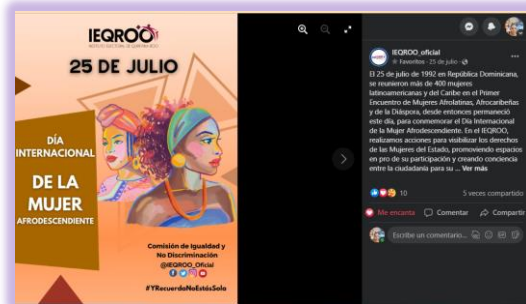 IEQROO
INSTITUTO ELECTORAL DE QUINTANA ROO
25 DE JULIO
DÍA
INTERNACIONAL
DE LA
MUJER
AFRODESCENDIENTE
Comisión de Igualdad y
No Discriminación
@IEQROO_Oficial
#YRecuerdaNoEstásSola
IEQROO_oficial
Favoritos · 25 de julio ·
El 25 de julio de 1992 en República Dominicana,
se reunieron más de 400 mujeres
latinoamericanas y del Caribe en el Primer
Encuentro de Mujeres Afrolatinas, Afrocaribeñas
y de la Diáspora, desde entonces permaneció
este día, para conmemorar el Día Internacional
de la Mujer Afrodescendiente. En el IEQROO,
realizamos acciones para visibilizar los derechos
de las Mujeres del Estado, promoviendo espacios
en pro de su participación y creando conciencia
entre la ciudadanía para su ... Ver más
10
5 veces compartido
Me encanta
Comentar
Compartir
Escribe un comentario...